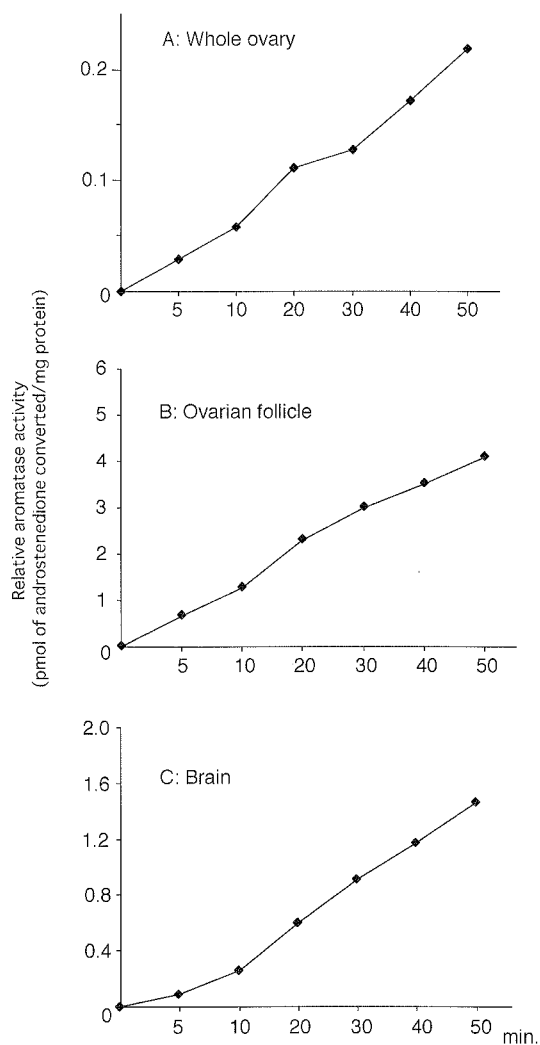 A: Whole ovary
0.2
0.1
0
5 10 20 30 40 50
Relative aromatase activity
(pmol of androstenedione converted/mg protein)
6
B: Ovarian follicle
5
4
3
2
1
0
5 10 20 30 40 50
2.0
C: Brain
1.6
1.2
0.8
0.4
0
5 10 20 30 40 50 min.